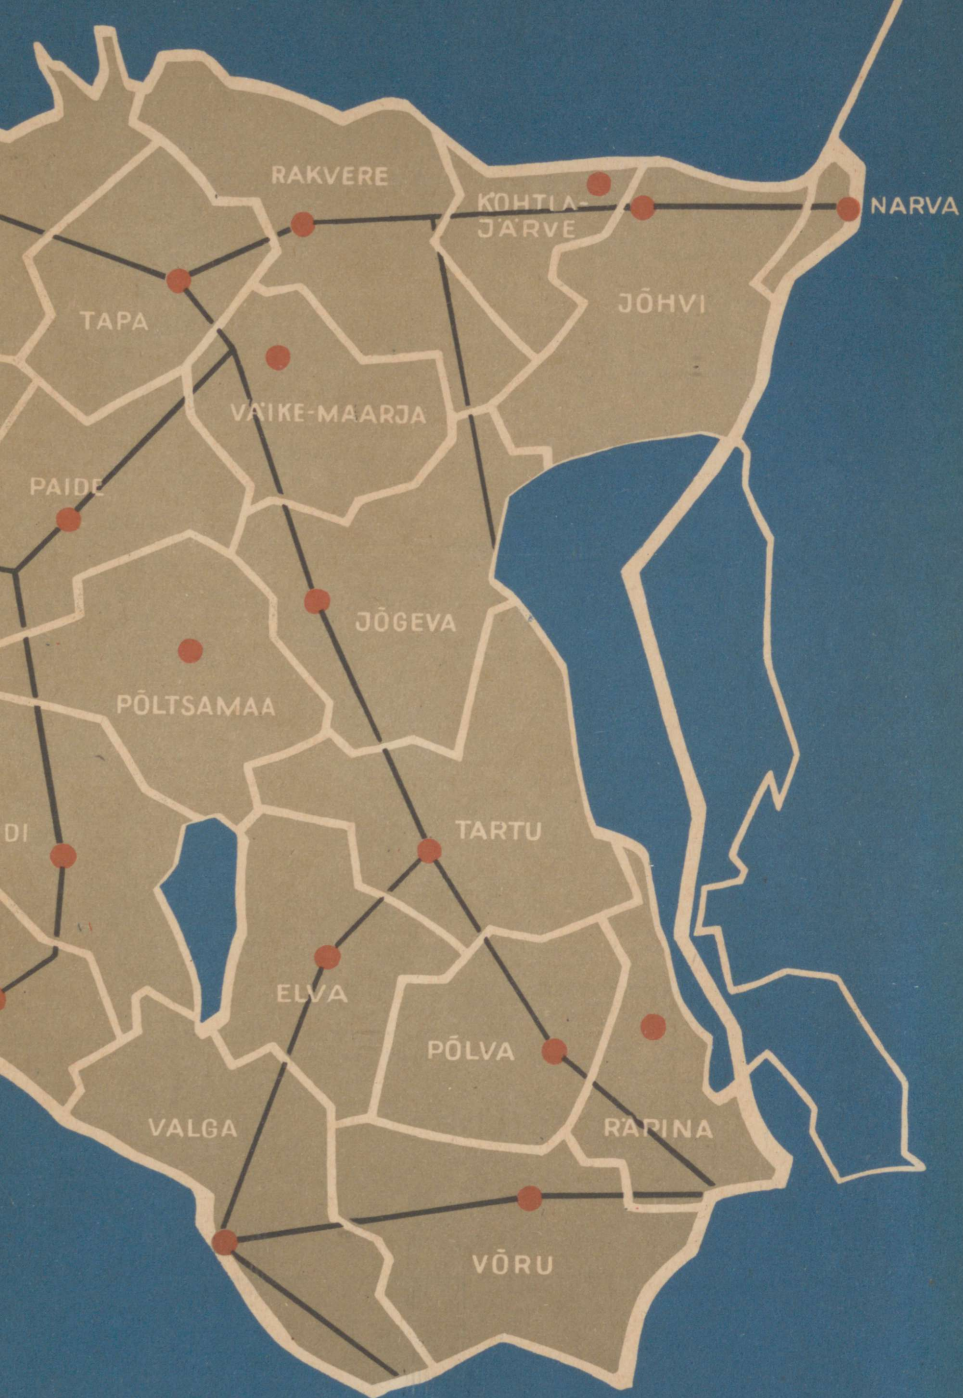 RAKVERE
KOHTLA-
JÄRVE
NARVA
JÕHVI
TAPA
VÄIKE-MAARJA
PAIDE
JÕGEVA
PÕLTSAMAA
DI
TARTU
ELVA
PÕLVA
VALGA
RÄPINA
VÕRU